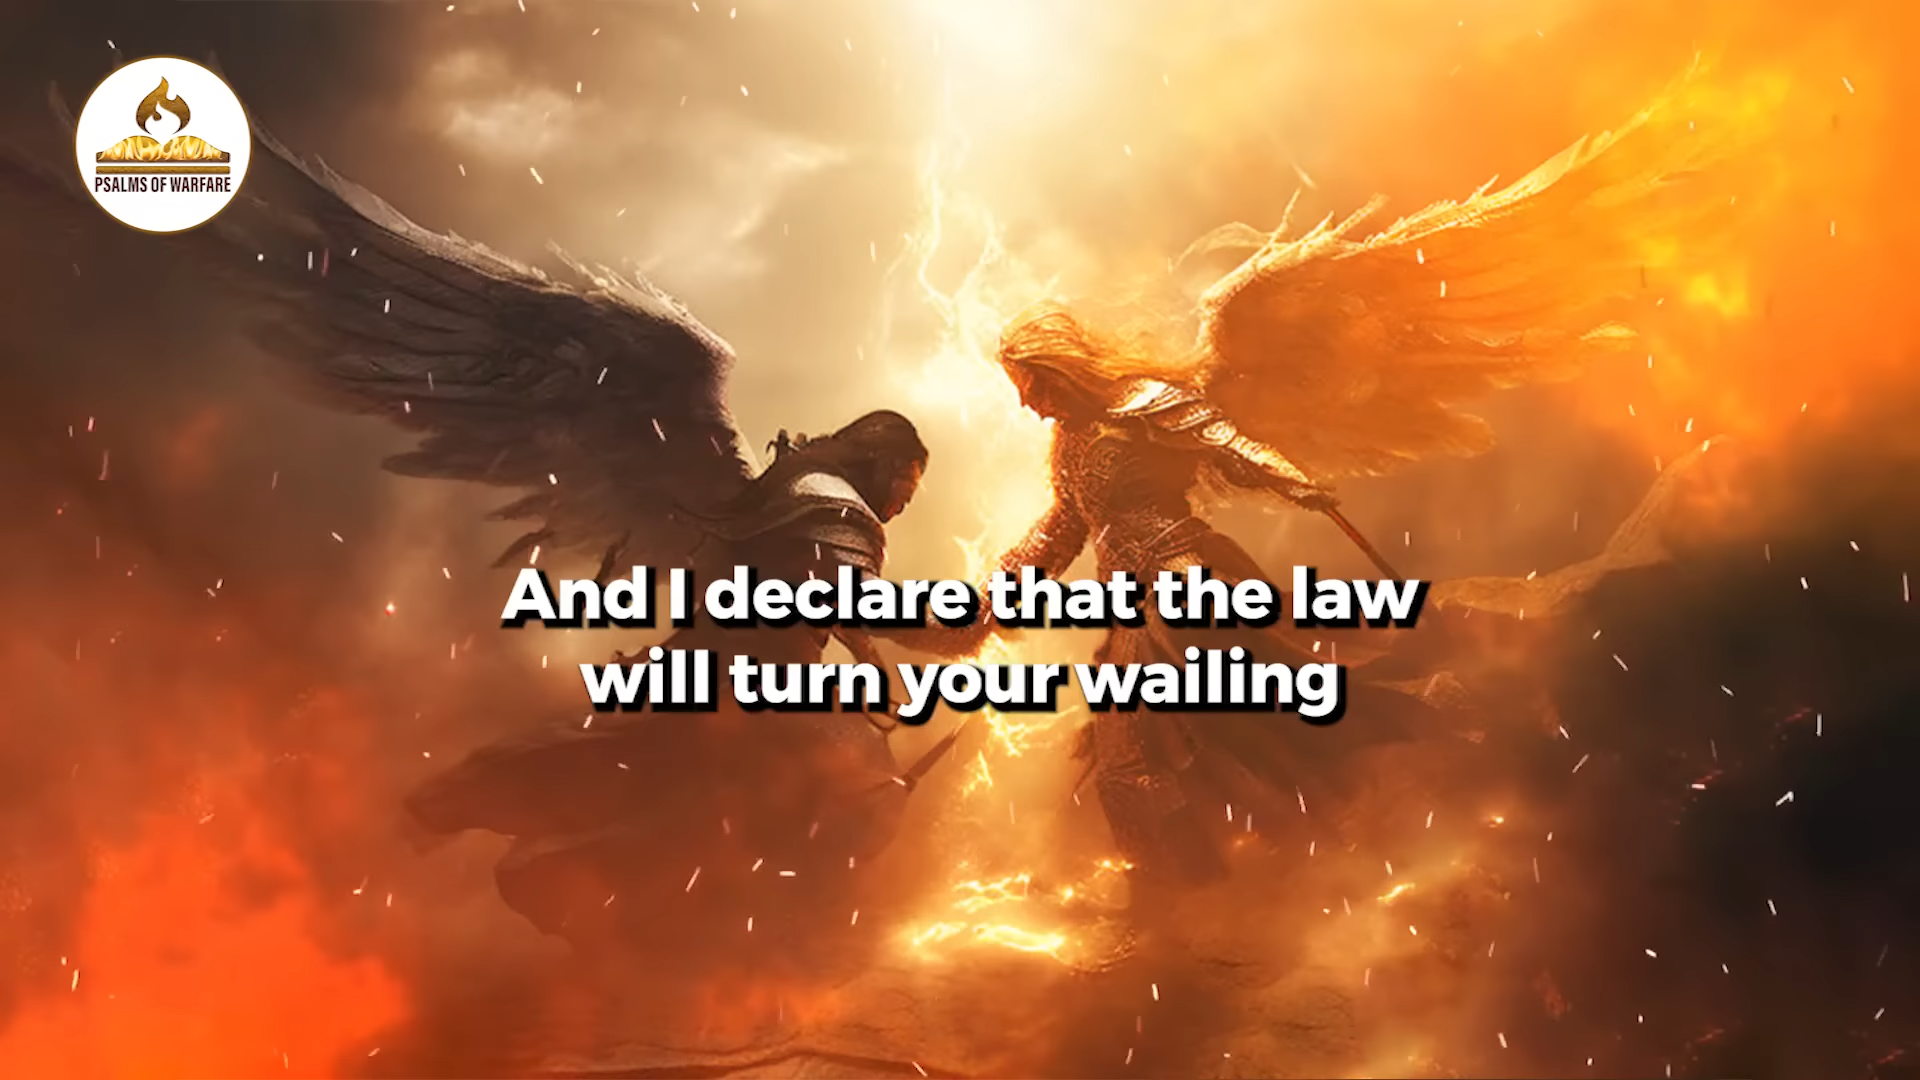 PSALMS OF WARFARE
And I declare that the law
will turn your wailing